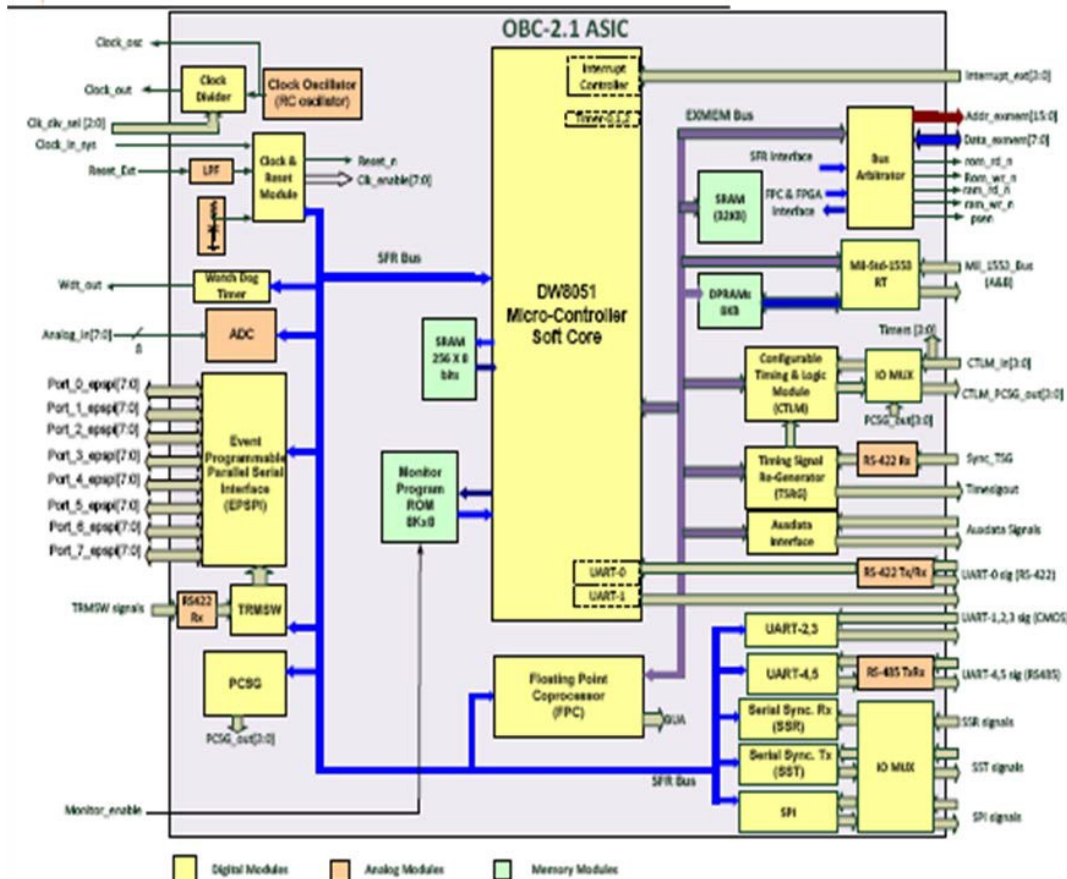 OBC-2.1 ASIC
Clock_osc
Clock_out
Clk_div_sel [2:0]
Clock_in_sys
Reset_Ext
Clock
Divider
Clock Oscillator
(RC oscillator)
LPF
Clock &
Reset
Module
Reset_n
Clk_enable[7:0]
Wdt_out
Watch Dog
Timer
Analog_in[7:0]
8
ADC
SFR Bus
Port_0_epspi[7:0]
Port_1_epspi[7:0]
Port_2_epspi[7:0]
Port_3_epspi[7:0]
Port_4_epspi[7:0]
Port_5_epspi[7:0]
Port_6_epspi[7:0]
Port_7_epspi[7:0]
Event
Programmable
Parallel Serial
Interface
(EPSPI)
TRMSW signals
RS422
Rx
TRMSW
PCSG
PCSG_out[3:0]
Monitor_enable
SRAM
256 X 8
bits
Monitor
Program
ROM
8Kx8
Interrupt
Controller
Timer-0,1,2
DW8051
Micro-Controller
Soft Core
UART-0
UART-1
Floating Point
Coprocessor
(FPC)
GUA
SFR Bus
EXMEM Bus
SFR Interface
FPC & FPGA
Interface
SRAM
(32KB)
DPRAMs
8KB
Bus
Arbitrator
Interrupt_ext[3:0]
Addr_exmem[15:0]
Data_exmem[7:0]
rom_rd_n
Rom_wr_n
ram_rd_n
ram_wr_n
psen
Mil-Std-1553
RT
Mil_1553_Bus
(A&B)
Timers [3:0]
Configurable
Timing & Logic
Module
(CTLM)
IO MUX
CTLM_in[3:0]
CTLM_PCSG_out[3:0]
PCSG_out[3:0]
Timing Signal
Re-Generator
(TSRG)
RS-422 Rx
Sync_TSG
Timesigout
Auxdata
Interface
Auxdata Signals
RS-422 Tx/Rx
UART-0 sig (RS-422)
UART-1,2,3 sig (CMOS)
UART-2,3
UART-4,5
RS-485 TxRx
UART-4,5 sig (RS485)
Serial Sync. Rx
(SSR)
Serial Sync. Tx
(SST)
SPI
IO MUX
SSR signals
SST signals
SPI signals
Digital Modules
Analog Modules
Memory Modules